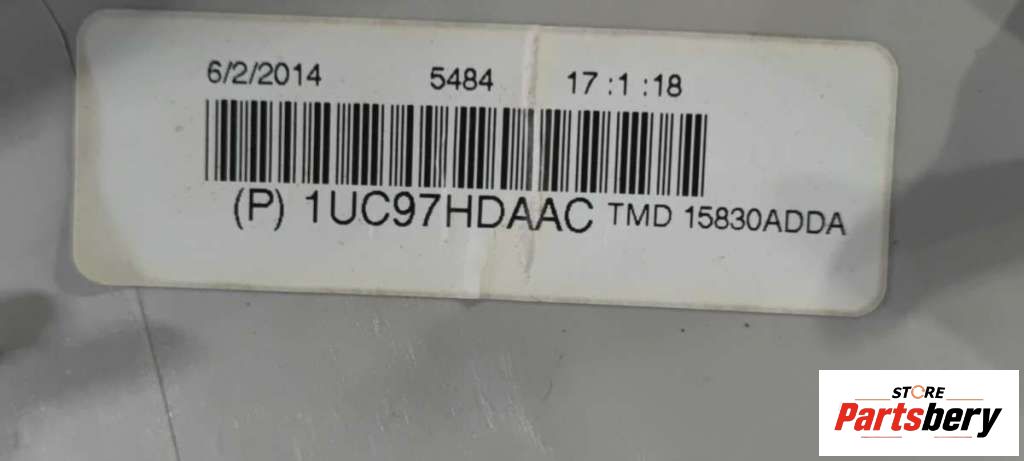 6/2/2014 5484 17 :1 :18
(P) 1UC97HDAAC TMD 15830ADDA
STORE
Partsbery